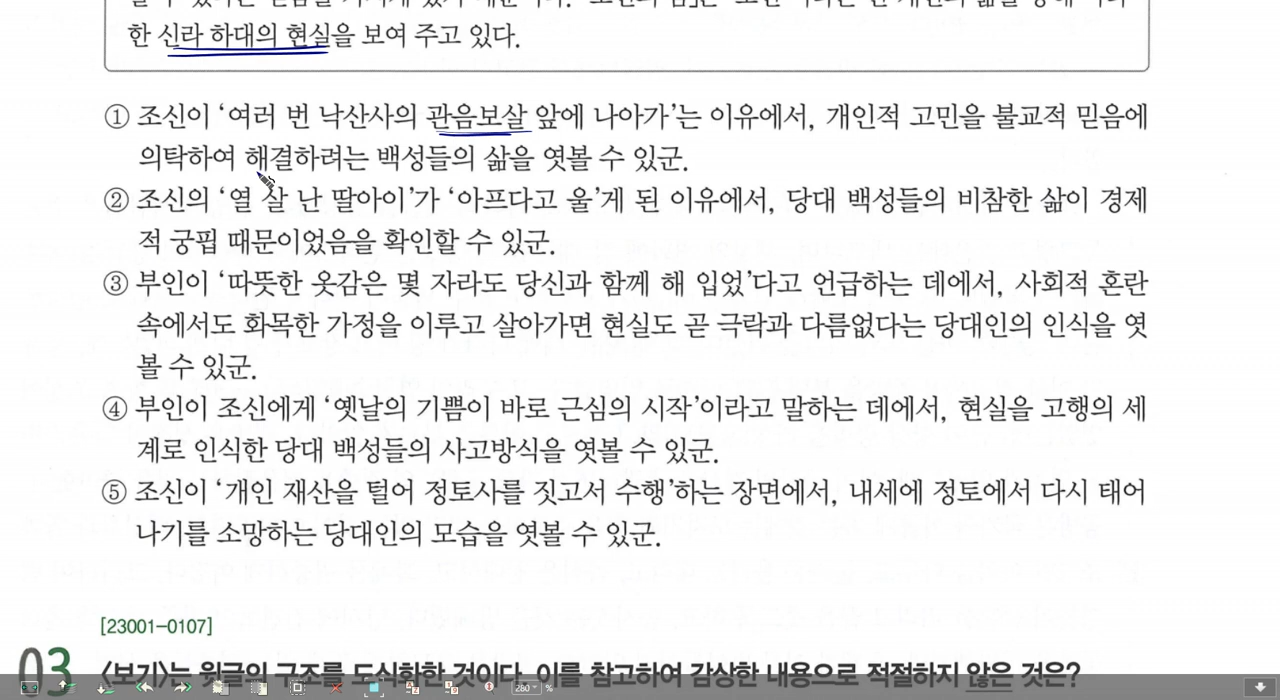 한 신라 하대의 현실을 보여 주고 있다.
① 조신이 ‘여러 번 낙산사의 관음보살 앞에 나아가’는 이유에서, 개인적 고민을 불교적 믿음에
의탁하여 해결하려는 백성들의 삶을 엿볼 수 있군.
② 조신의 ‘열 살 난 딸아이’가 ‘아프다고 울’게 된 이유에서, 당대 백성들의 비참한 삶이 경제
적 궁핍 때문이었음을 확인할 수 있군.
③ 부인이 ‘따뜻한 옷감은 몇 자라도 당신과 함께 해 입었’다고 언급하는 데에서, 사회적 혼란
속에서도 화목한 가정을 이루고 살아가면 현실도 곧 극락과 다름없다는 당대인의 인식을 엿
볼 수 있군.
④ 부인이 조신에게 ‘옛날의 기쁨이 바로 근심의 시작’이라고 말하는 데에서, 현실을 고행의 세
계로 인식한 당대 백성들의 사고방식을 엿볼 수 있군.
⑤ 조신이 ‘개인 재산을 털어 정토사를 짓고서 수행’하는 장면에서, 내세에 정토에서 다시 태어
나기를 소망하는 당대인의 모습을 엿볼 수 있군.
[23001-0107]
03 <보기>는 윗글의 구조를 도식화한 것이다. 이를 참고하여 감상한 내용으로 적절하지 않은 것은?
280 %